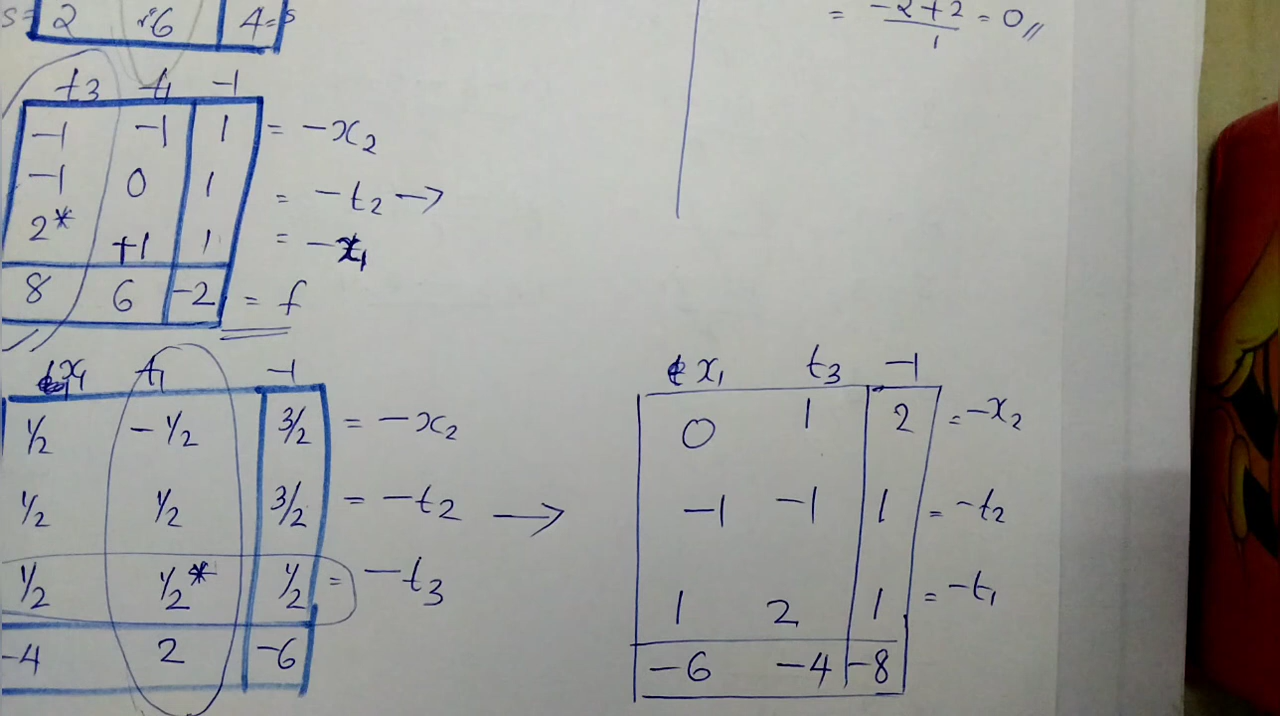 s= 2 6 4=s
= (-2+2)/1 = 0//
t3 t1 -1
-1 -1 1 = -x2
-1 0 1 = -t2 →
2* +1 1 = -x1
8 6 -2 = f
x1 t1 -1
1/2 -1/2 3/2 = -x2
1/2 1/2 3/2 = -t2 →
1/2 1/2* 1/2 = -t3
-4 2 -6
x1 t3 -1
0 1 2 = -x2
-1 -1 1 = -t2
1 2 1 = -t1
-6 -4 -8